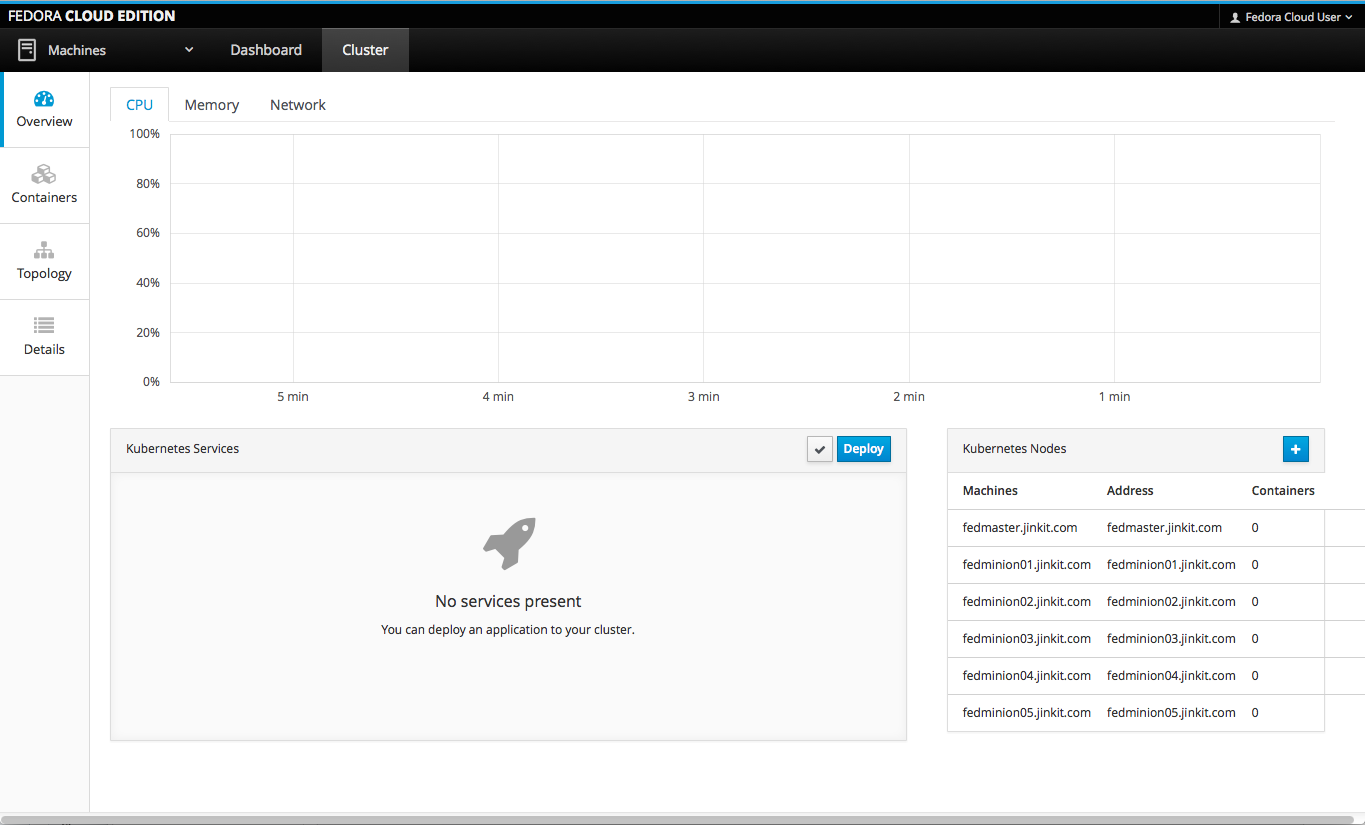 FEDORA CLOUD EDITION
Fedora Cloud User
Machines
Dashboard
Cluster
Overview
Containers
Topology
Details
CPU
Memory
Network
100%
80%
60%
40%
20%
0%
5 min
4 min
3 min
2 min
1 min
Kubernetes Services
Deploy
No services present
You can deploy an application to your cluster.
Kubernetes Nodes
Machines Address Containers
fedmaster.jinkit.com fedmaster.jinkit.com 0
fedminion01.jinkit.com fedminion01.jinkit.com 0
fedminion02.jinkit.com fedminion02.jinkit.com 0
fedminion03.jinkit.com fedminion03.jinkit.com 0
fedminion04.jinkit.com fedminion04.jinkit.com 0
fedminion05.jinkit.com fedminion05.jinkit.com 0